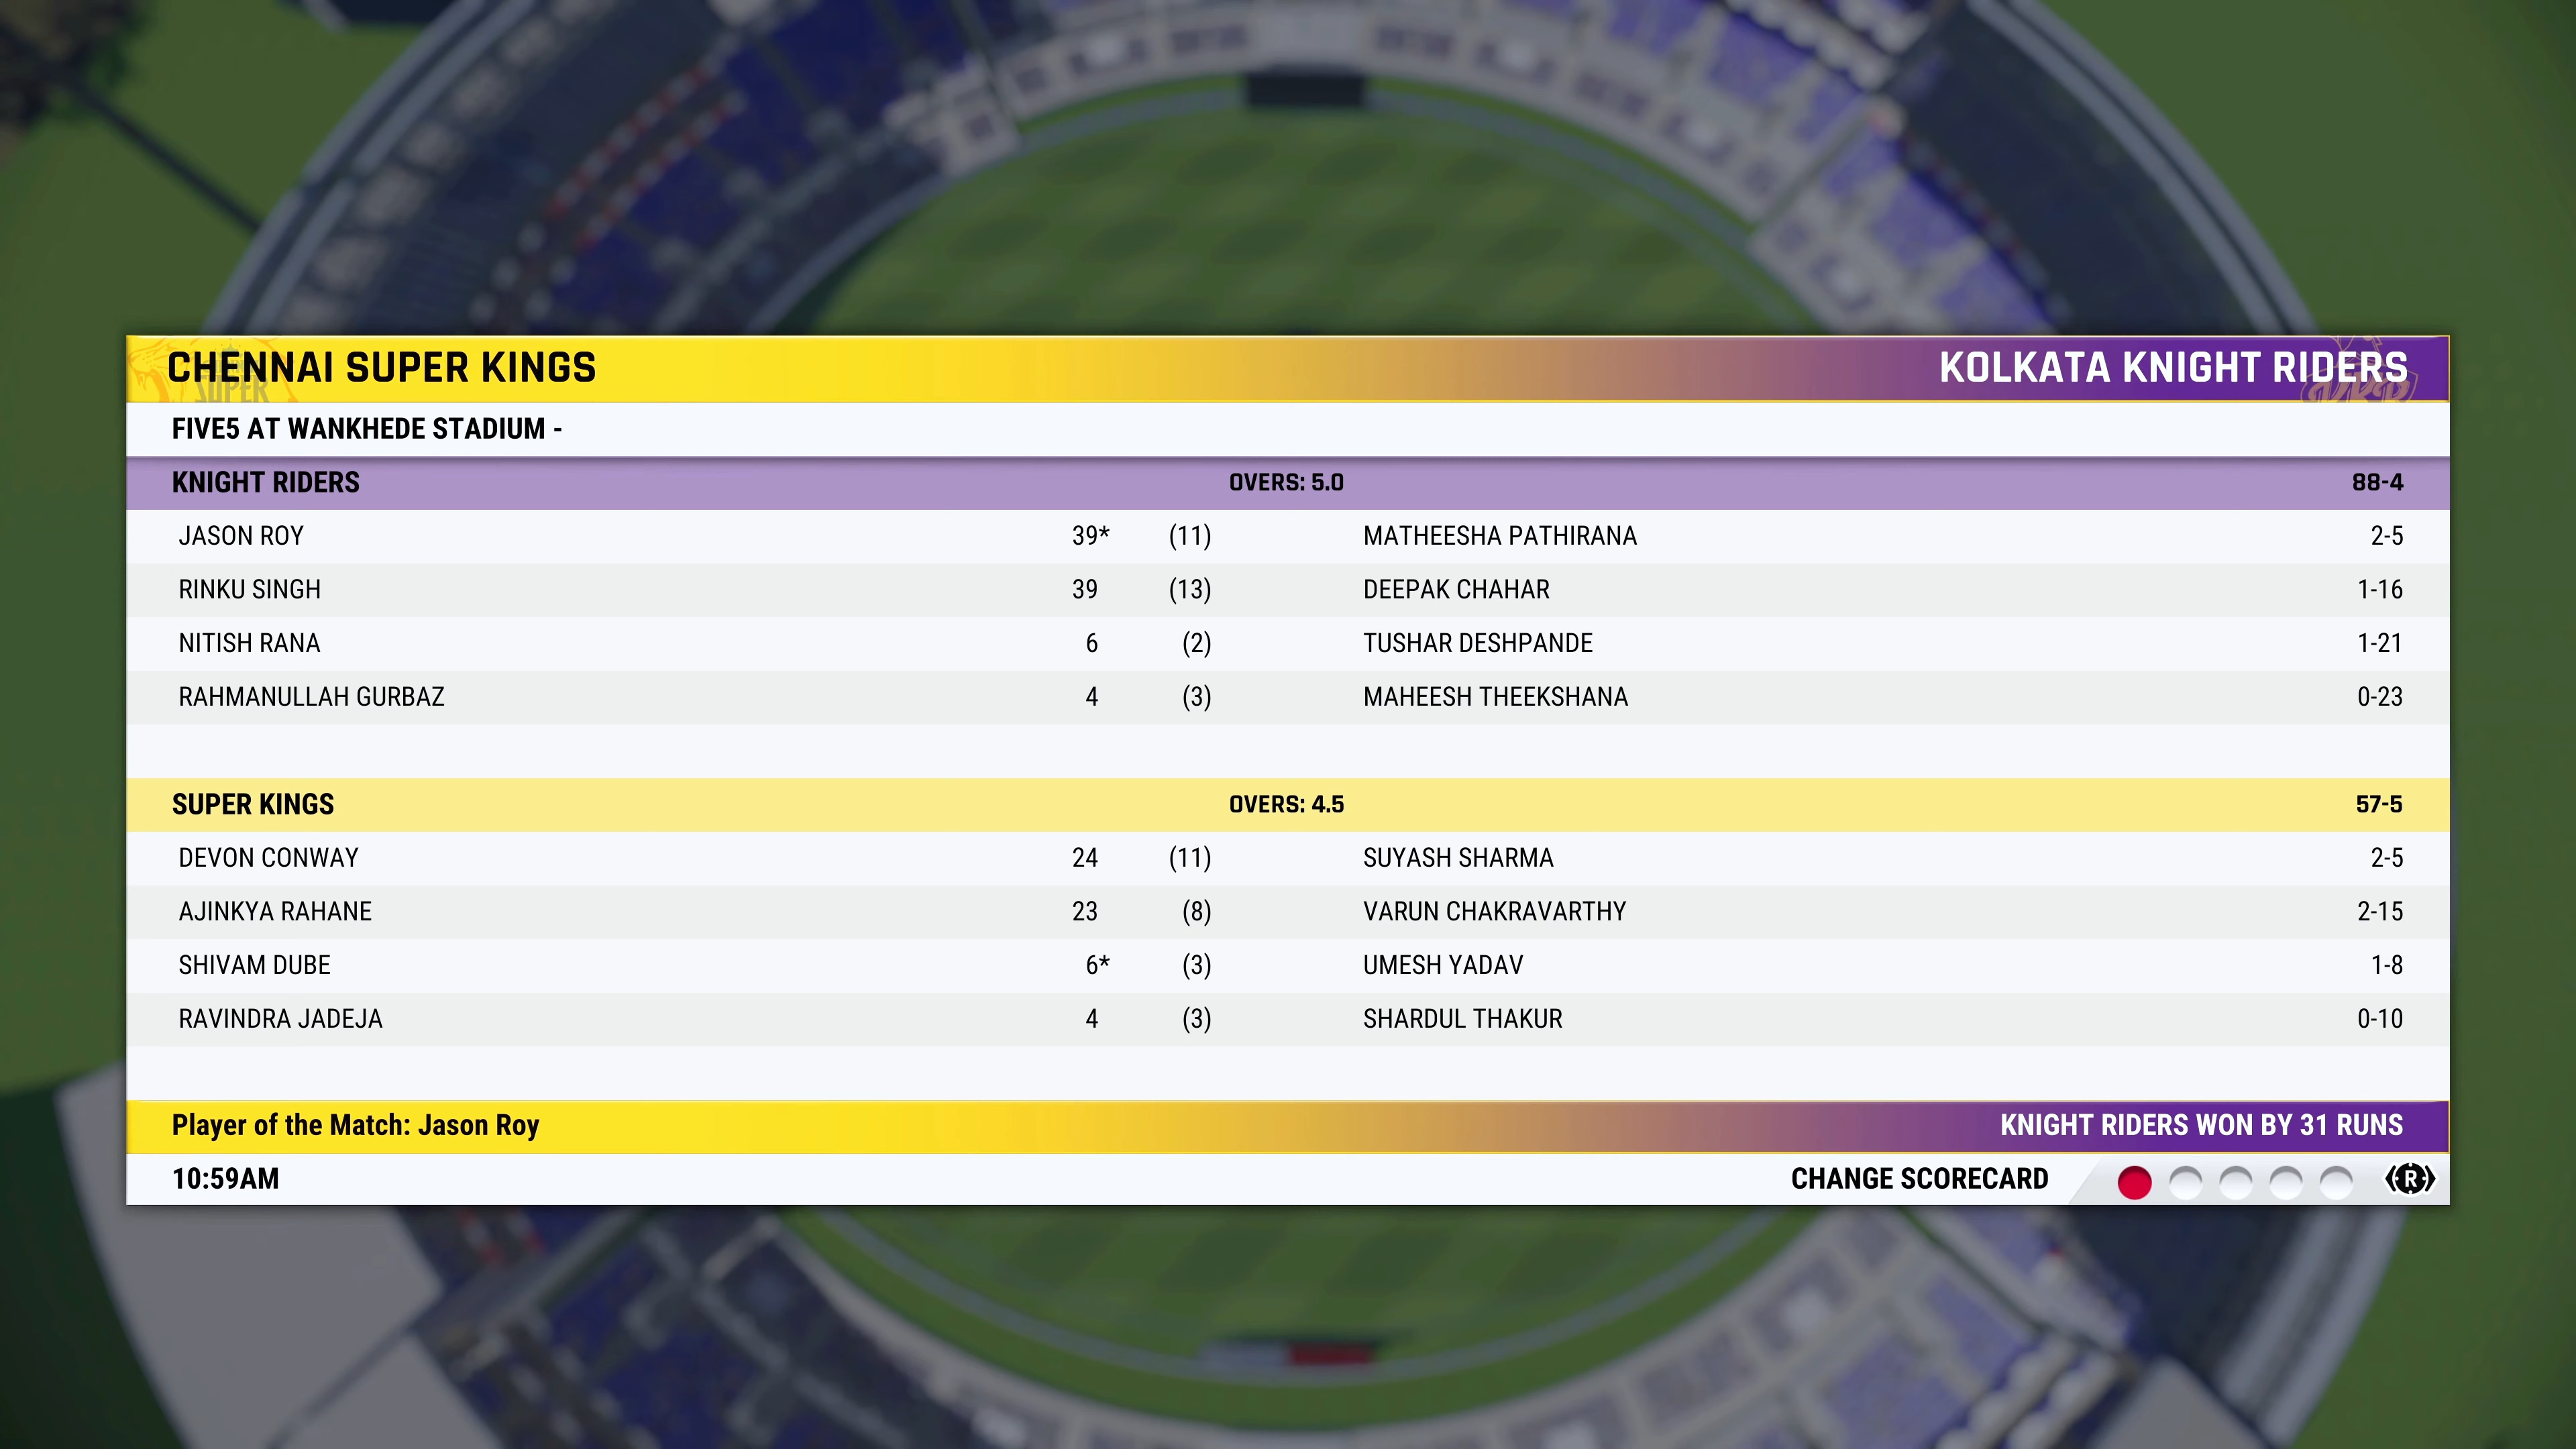 CHENNAI SUPER KINGS KOLKATA KNIGHT RIDERS
FIVE5 AT WANKHEDE STADIUM -
KNIGHT RIDERS OVERS: 5.0 88-4
JASON ROY 39* (11) MATHEESHA PATHIRANA 2-5
RINKU SINGH 39 (13) DEEPAK CHAHAR 1-16
NITISH RANA 6 (2) TUSHAR DESHPANDE 1-21
RAHMANULLAH GURBAZ 4 (3) MAHEESH THEEKSHANA 0-23
SUPER KINGS OVERS: 4.5 57-5
DEVON CONWAY 24 (11) SUYASH SHARMA 2-5
AJINKYA RAHANE 23 (8) VARUN CHAKRAVARTHY 2-15
SHIVAM DUBE 6* (3) UMESH YADAV 1-8
RAVINDRA JADEJA 4 (3) SHARDUL THAKUR 0-10
Player of the Match: Jason Roy KNIGHT RIDERS WON BY 31 RUNS
10:59AM CHANGE SCORECARD R